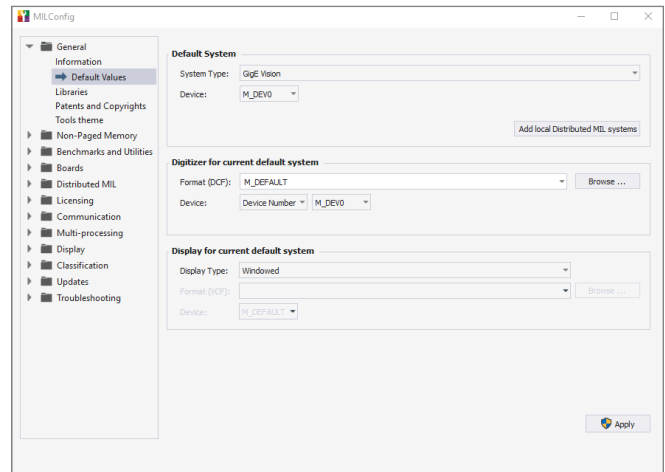 MILConfig
General
Information
Default Values
Libraries
Patents and Copyrights
Tools theme
Non-Paged Memory
Benchmarks and Utilities
Boards
Distributed MIL
Licensing
Communication
Multi-processing
Display
Classification
Updates
Troubleshooting
Default System
System Type: GigE Vision
Device: M_DEV0
Add local Distributed MIL systems
Digitizer for current default system
Format (DCF): M_DEFAULT Browse ...
Device: Device Number M_DEV0
Display for current default system
Display Type: Windowed
Format (VCF): Browse ...
Device: M_DEFAULT
Apply